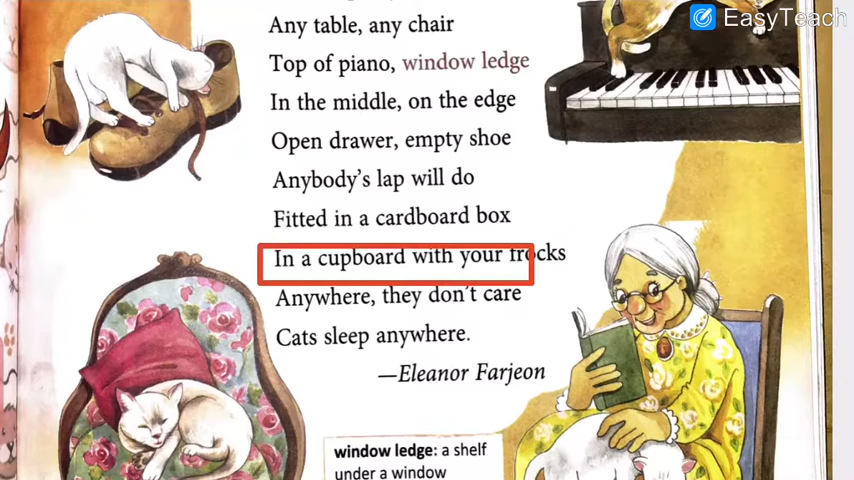 EasyTeach
Any table, any chair
Top of piano, window ledge
In the middle, on the edge
Open drawer, empty shoe
Anybody's lap will do
Fitted in a cardboard box
In a cupboard with your frocks
Anywhere, they don't care
Cats sleep anywhere.
—Eleanor Farjeon
window ledge: a shelf
under a window